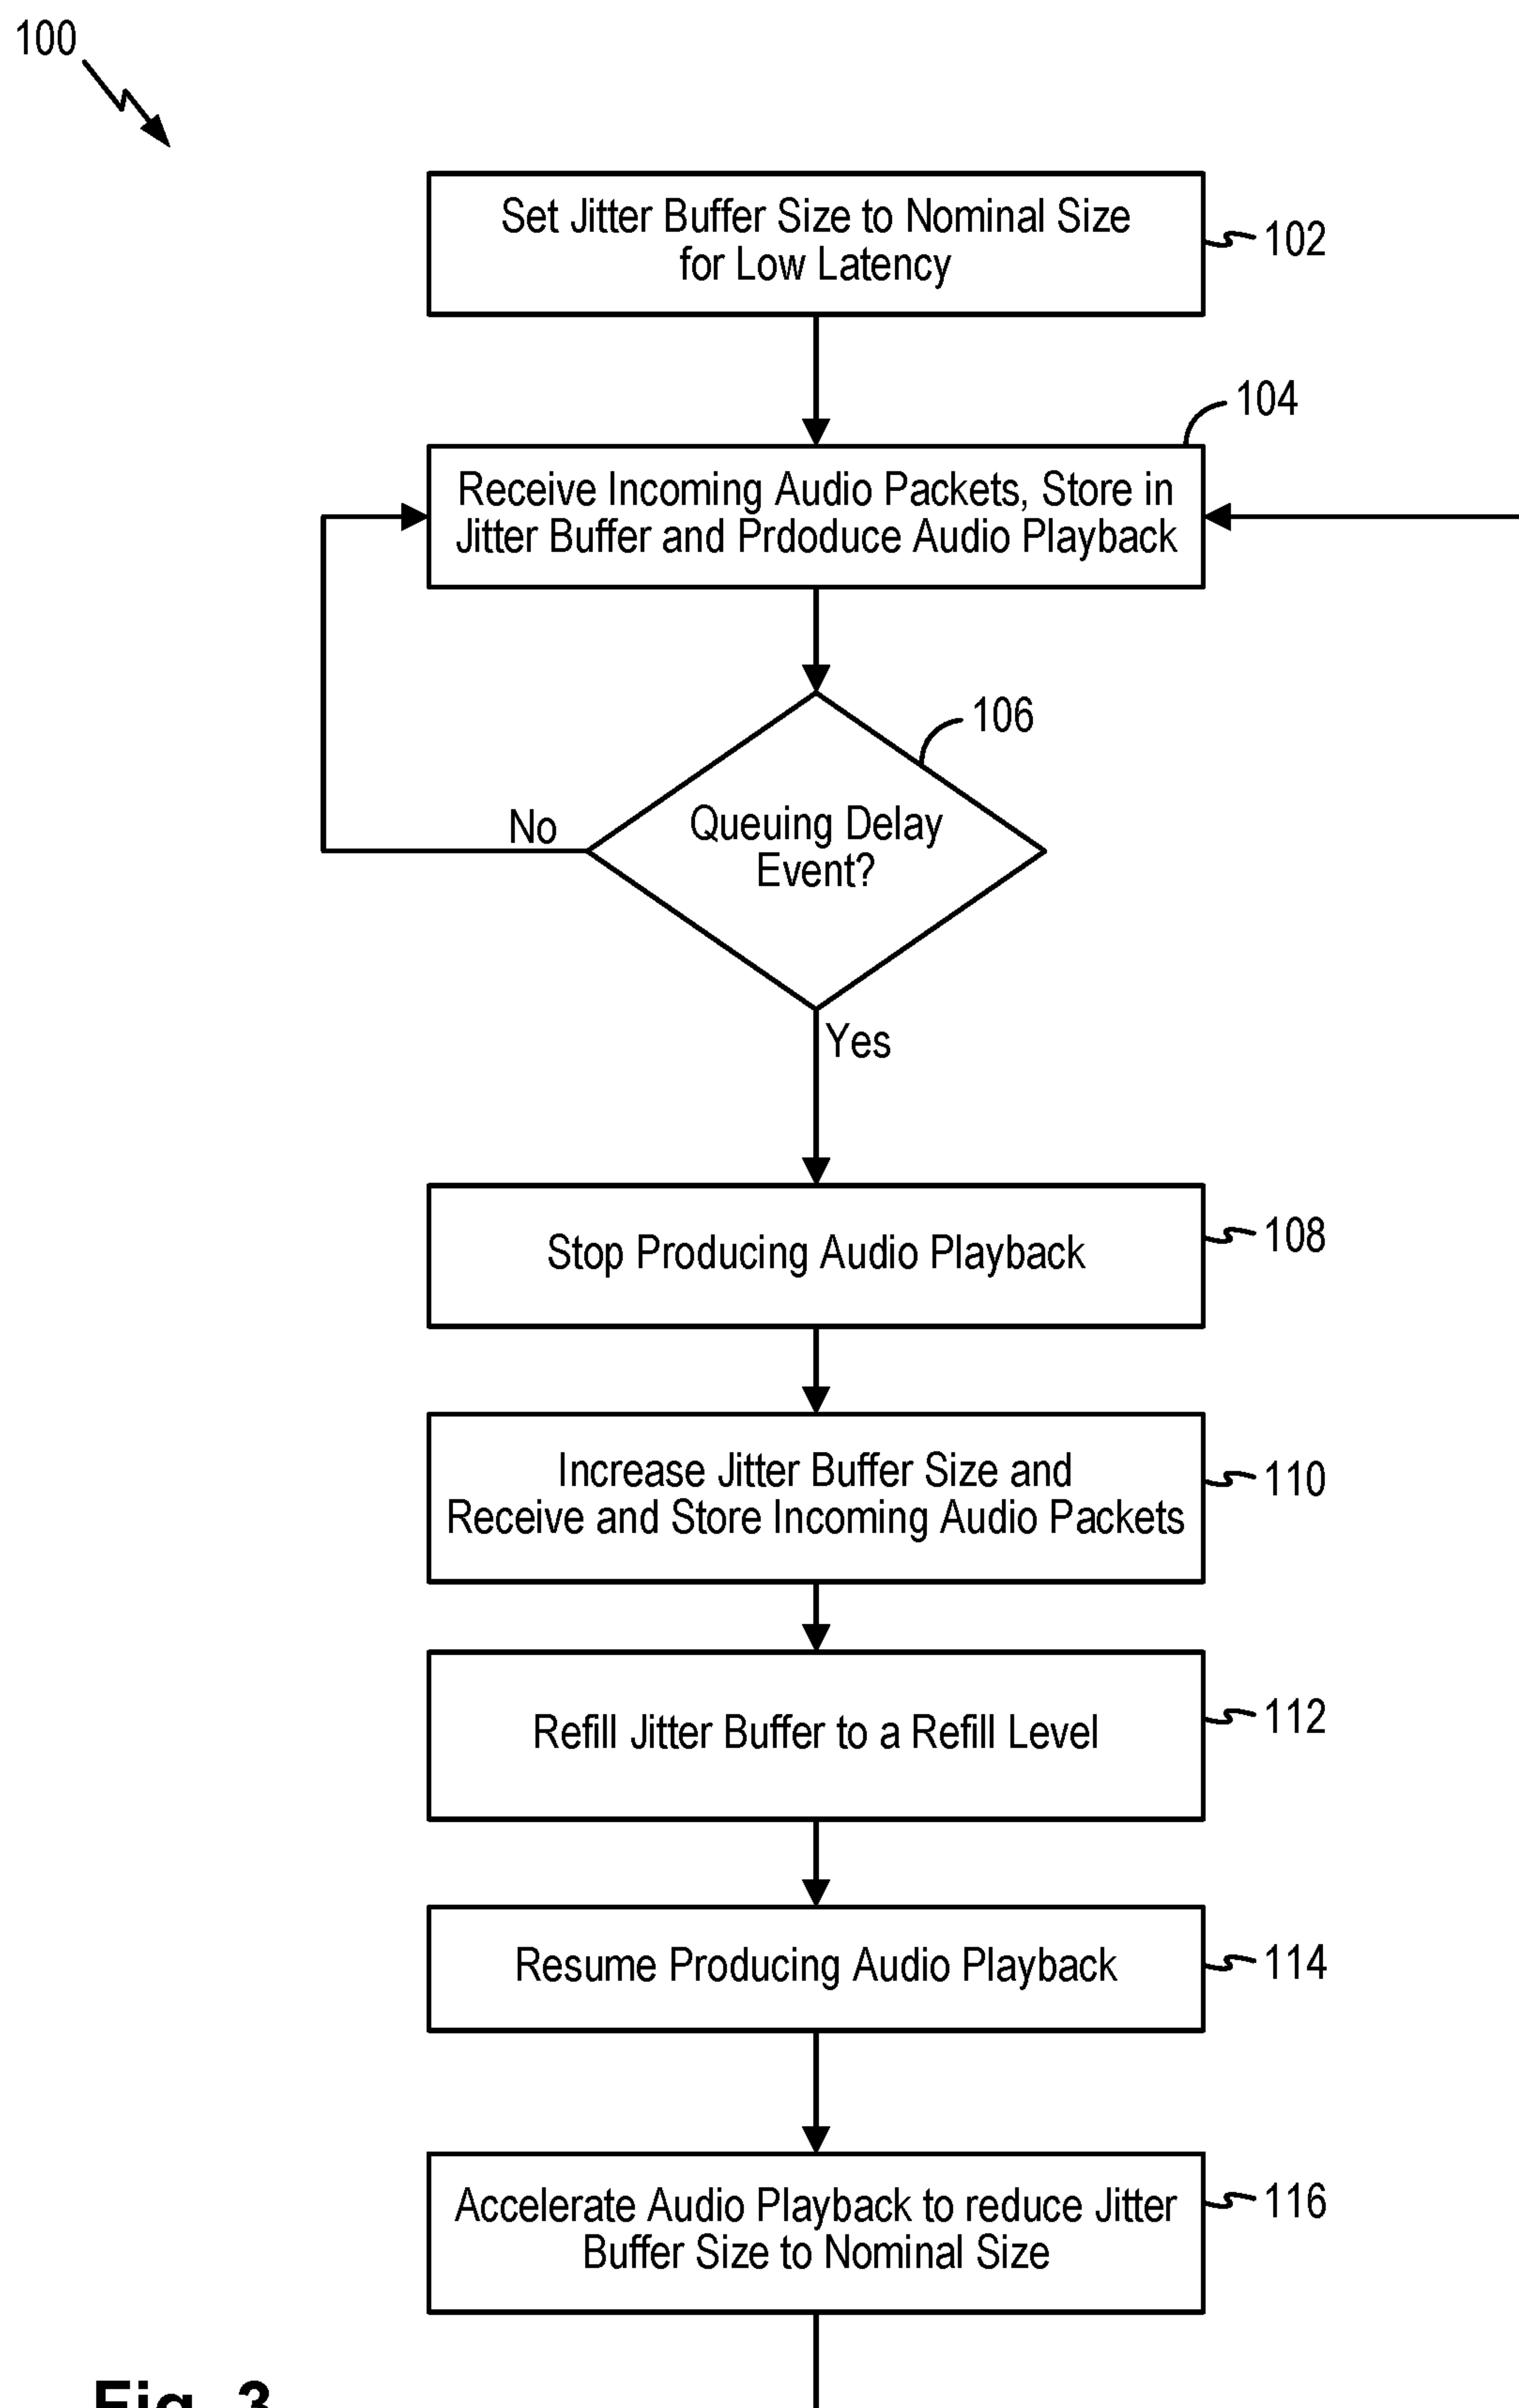 100
Set Jitter Buffer Size to Nominal Size
for Low Latency
102
104
Receive Incoming Audio Packets, Store in
Jitter Buffer and Prdoduce Audio Playback
106
Queuing Delay
Event?
No
Yes
Stop Producing Audio Playback
108
Increase Jitter Buffer Size and
Receive and Store Incoming Audio Packets
110
Refill Jitter Buffer to a Refill Level
112
Resume Producing Audio Playback
114
Accelerate Audio Playback to reduce Jitter
Buffer Size to Nominal Size
116
Fig. 3